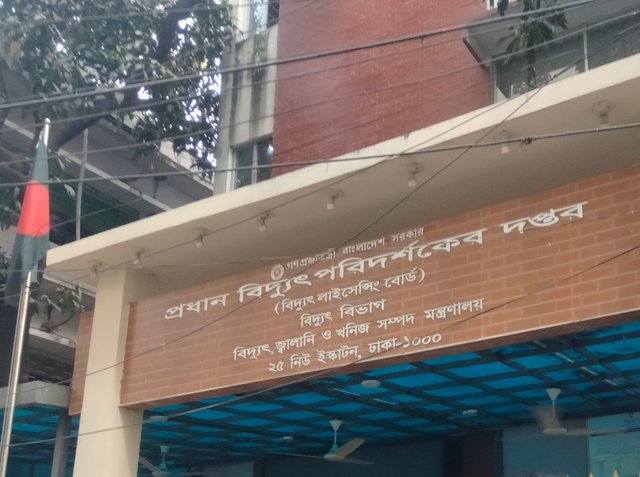 গণপ্রজাতন্ত্রী বাংলাদেশ সরকার
প্রধান বিদ্যুৎ পরিদর্শকের দপ্তর
(বিদ্যুৎ লাইসেন্সিং বোর্ড)
বিদ্যুৎ বিভাগ
বিদ্যুৎ, জ্বালানি ও খনিজ সম্পদ মন্ত্রণালয়
২৫ নিউ ইস্কাটন, ঢাকা-১০০০